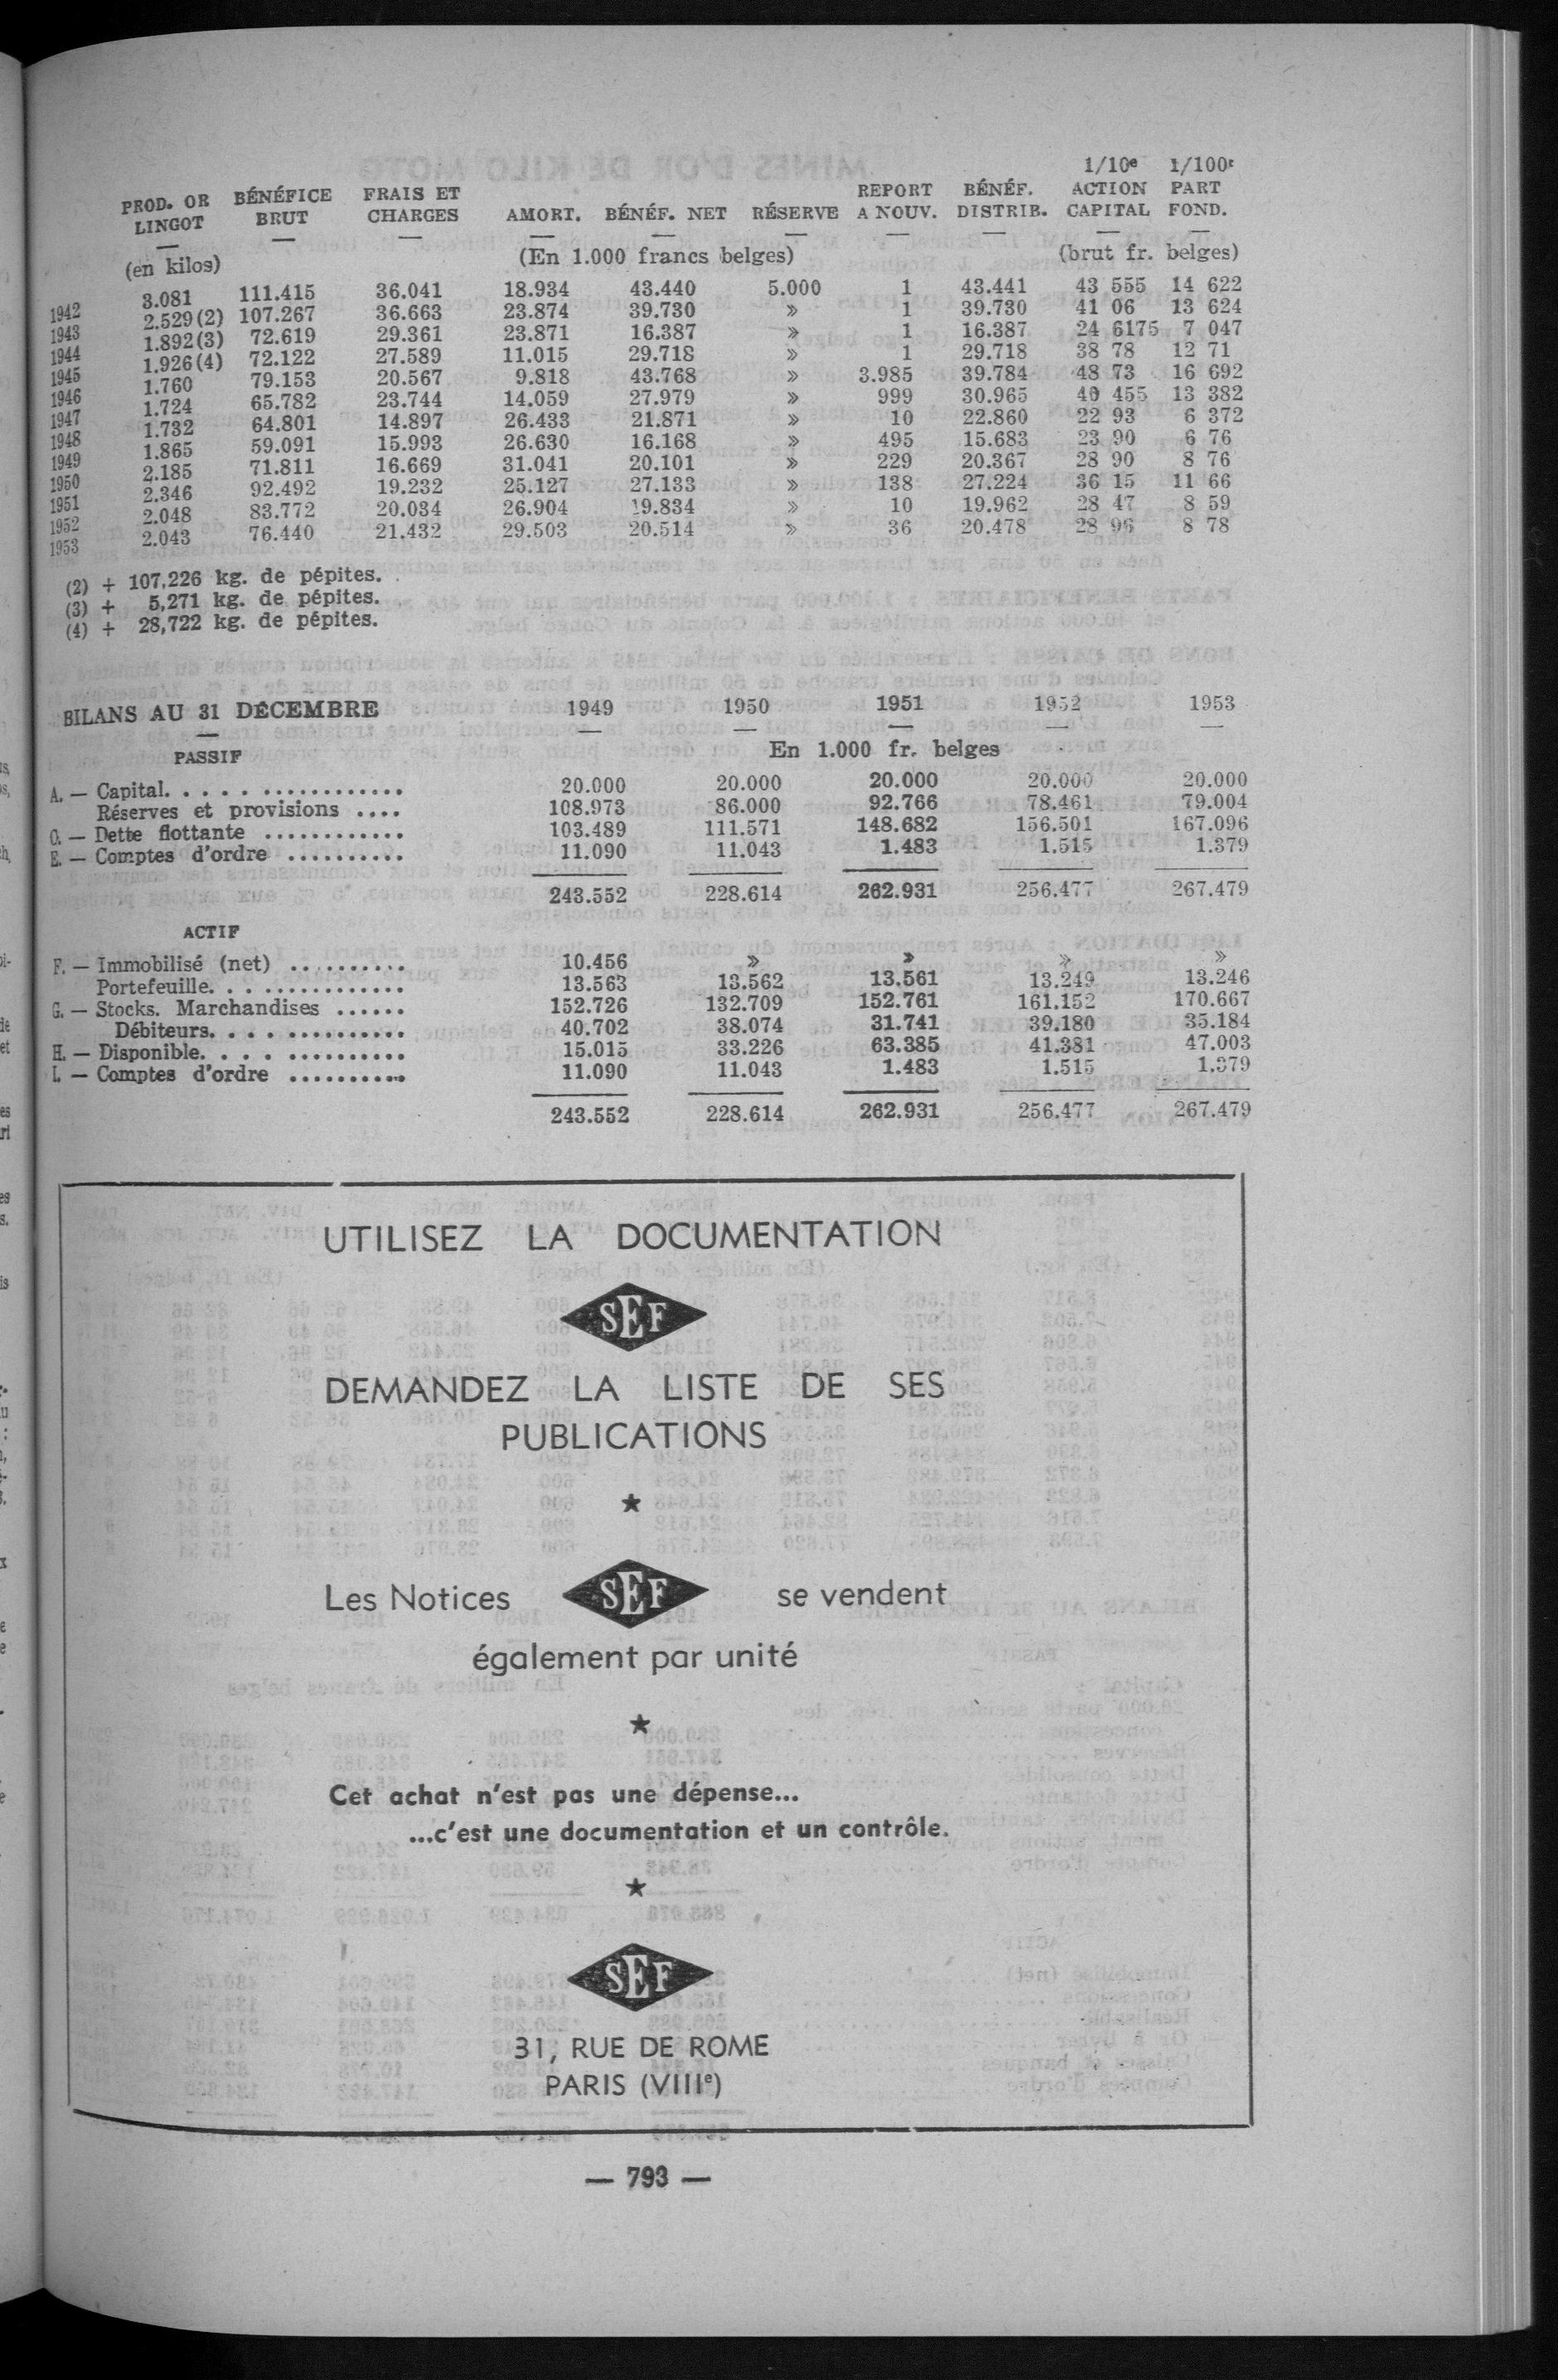 1/10e 1/100e
PROD. OR BÉNÉFICE FRAIS ET REPORT BÉNÉF. ACTION PART
LINGOT BRUT CHARGES AMORT. BÉNÉF. NET RÉSERVE A NOUV. DISTRIB. CAPITAL FOND.
(en kilos) (En 1.000 francs belges) (brut fr. belges)
1942 3.081 111.415 36.041 18.934 43.440 5.000 1 43.441 43 555 14 622
1943 2.529(2) 107.267 36.663 23.874 39.730 » 1 39.730 41 06 13 624
1944 1.892(3) 72.619 29.361 23.871 16.387 » 1 16.387 24 6175 7 047
1945 1.926(4) 72.122 27.589 11.015 29.718 » 1 29.718 38 78 12 71
1946 1.760 79.153 20.567 9.818 43.768 » 3.985 39.784 48 73 16 692
1947 1.724 65.782 23.744 14.059 27.979 » 999 30.965 40 455 13 382
1948 1.732 64.801 14.897 26.433 21.871 » 10 22.860 22 93 6 372
1949 1.865 59.091 15.993 26.630 16.168 » 495 15.683 23 90 6 76
1950 2.185 71.811 16.669 31.041 20.101 » 229 20.367 28 90 8 76
1951 2.346 92.492 19.232 25.127 27.133 » 138 27.224 36 15 11 66
1952 2.048 83.772 20.034 26.904 19.834 » 10 19.962 28 47 8 59
1953 2.043 76.440 21.432 29.503 20.514 » 36 20.478 28 96 8 78
(2) + 107,226 kg. de pépites.
(3) + 5,271 kg. de pépites.
(4) + 28,722 kg. de pépites.
BILANS AU 31 DÉCEMBRE 1949 1950 1951 1952 1953
PASSIF En 1.000 fr. belges
A. — Capital. . . . . . . . . . . . . . . . . 20.000 20.000 20.000 20.000 20.000
Réserves et provisions .... 108.973 86.000 92.766 78.461 79.004
C. — Dette flottante ............ 103.489 111.571 148.682 156.501 167.096
E. — Comptes d'ordre .......... 11.090 11.043 1.483 1.515 1.379
243.552 228.614 262.931 256.477 267.479
ACTIF
F. — Immobilisé (net) .......... 10.456 » » » »
Portefeuille. . . . . . . . . . . . . . 13.563 13.562 13.561 13.249 13.246
G. — Stocks. Marchandises ...... 152.726 132.709 152.761 161.152 170.667
Débiteurs. . . . . . . . . . . . . . 40.702 38.074 31.741 39.180 35.184
H. — Disponible. . . . . . . . . . . . . . 15.015 33.226 63.385 41.381 47.003
I. — Comptes d'ordre .......... 11.090 11.043 1.483 1.515 1.379
243.552 228.614 262.931 256.477 267.479
UTILISEZ LA DOCUMENTATION
SEF
DEMANDEZ LA LISTE DE SES
PUBLICATIONS
★
Les Notices SEF se vendent
également par unité
★
Cet achat n'est pas une dépense...
...c'est une documentation et un contrôle.
★
SEF
31, RUE DE ROME
PARIS (VIIIe)
— 793 —